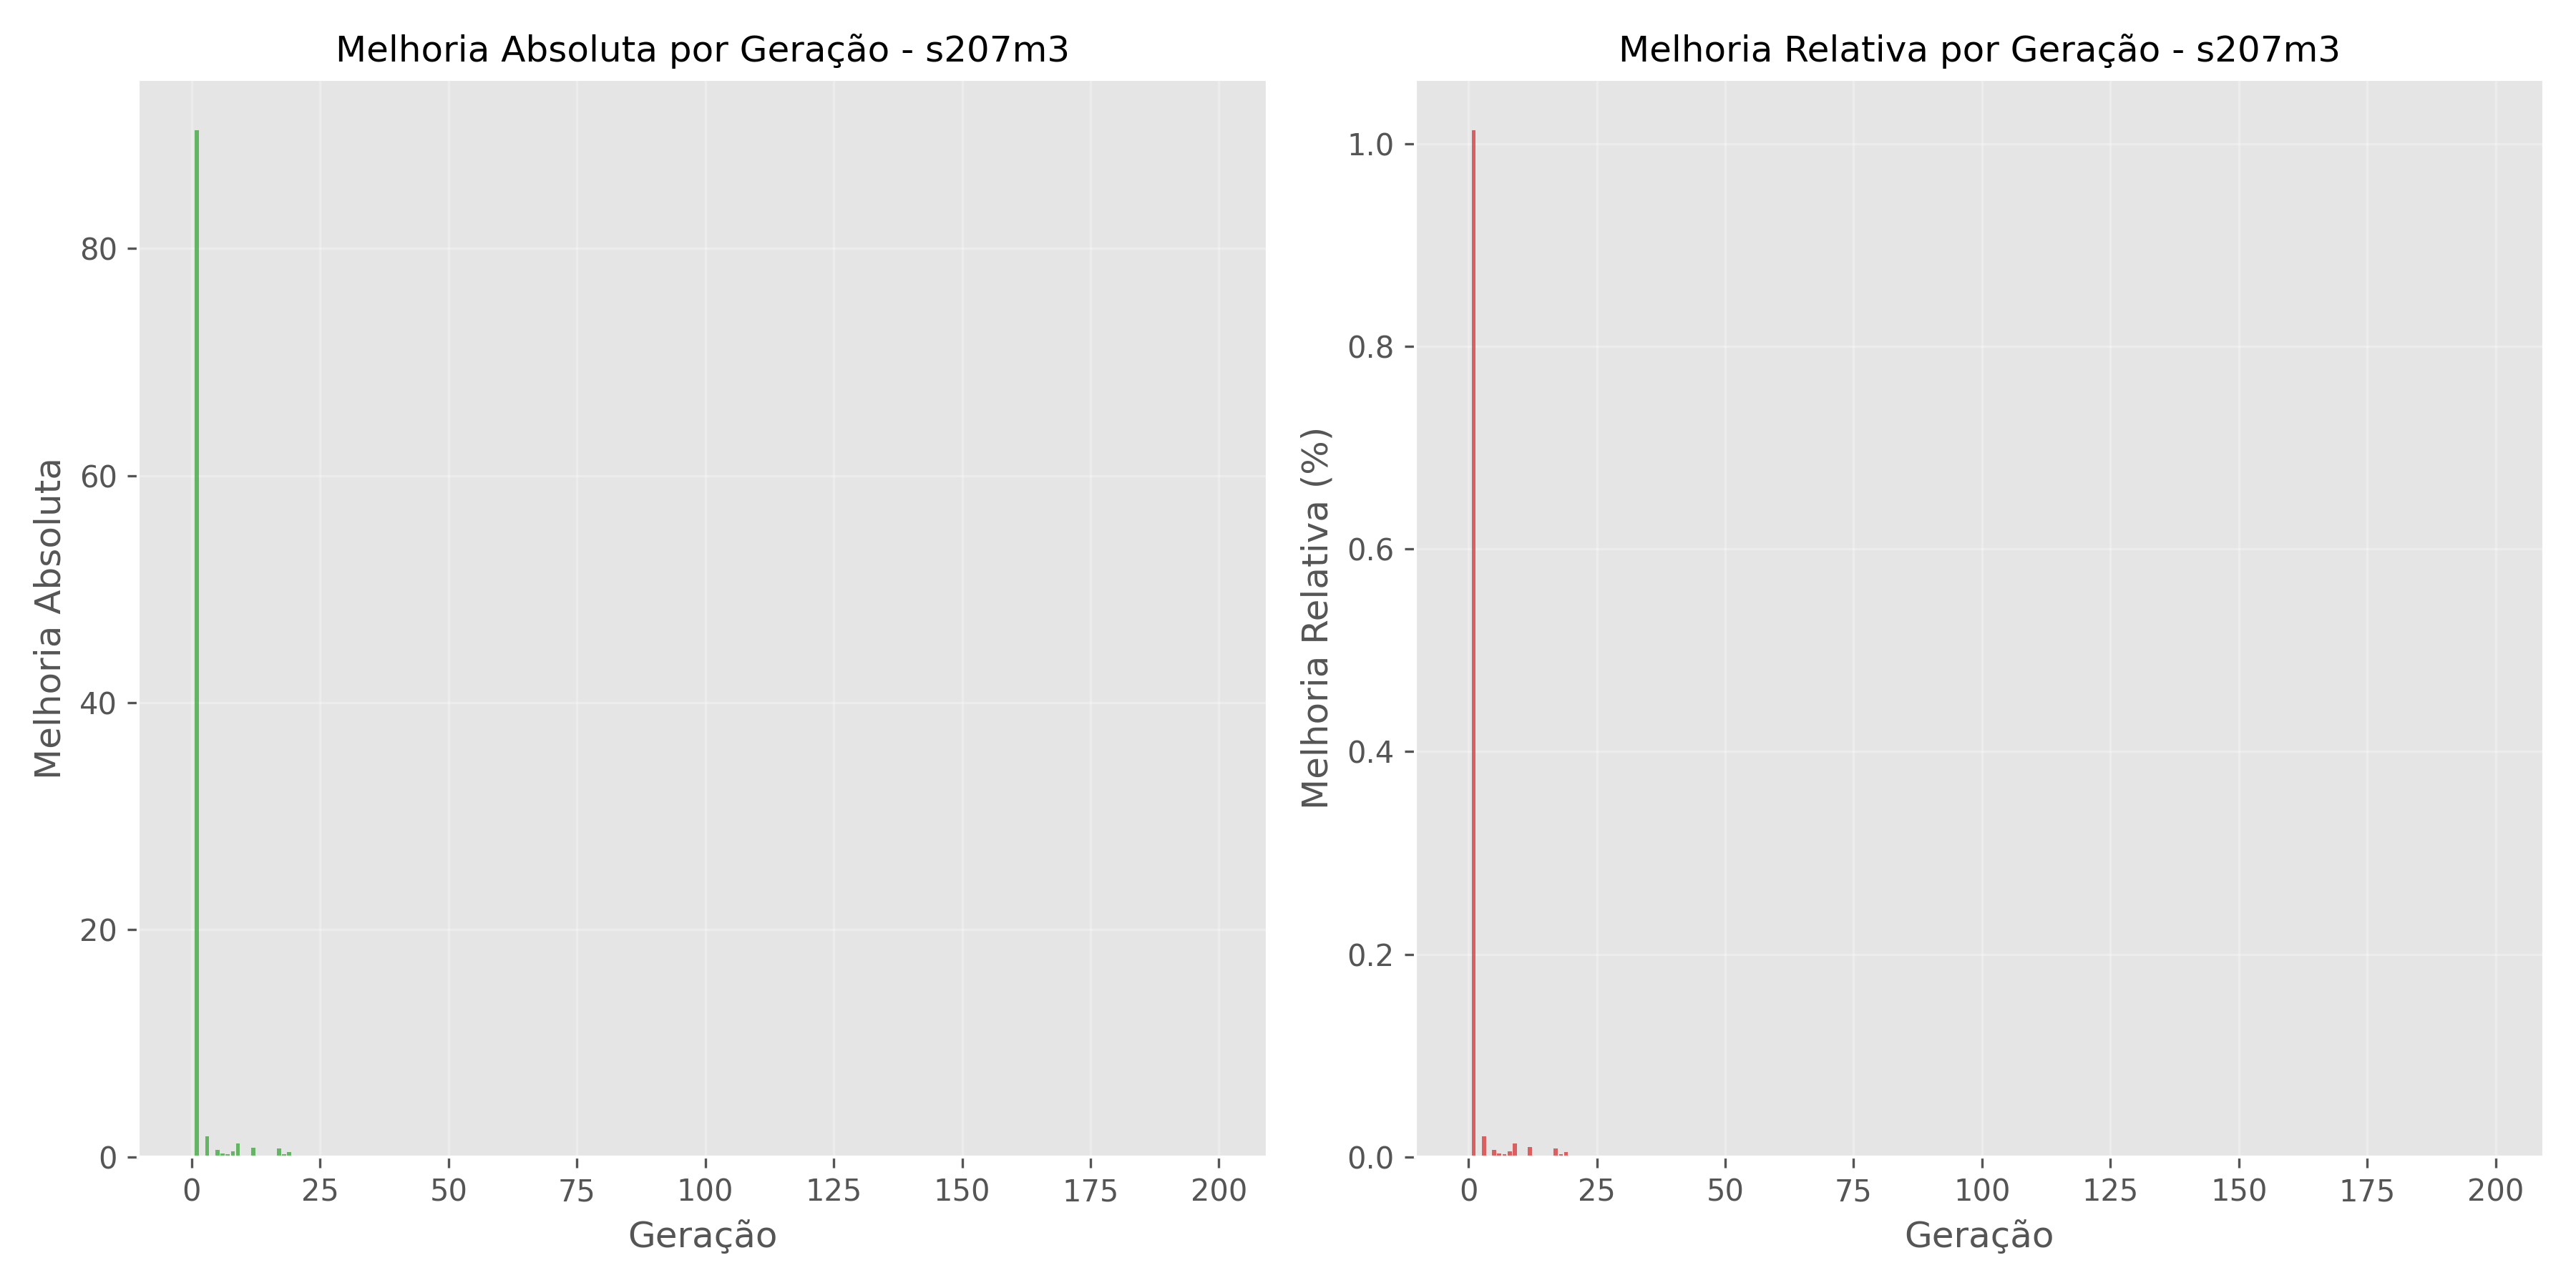 Melhoria Absoluta por Geração - s207m3
Melhoria Absoluta
80
60
40
20
0
0 25 50 75 100 125 150 175 200
Geração
Melhoria Relativa por Geração - s207m3
Melhoria Relativa (%)
1.0
0.8
0.6
0.4
0.2
0.0
0 25 50 75 100 125 150 175 200
Geração